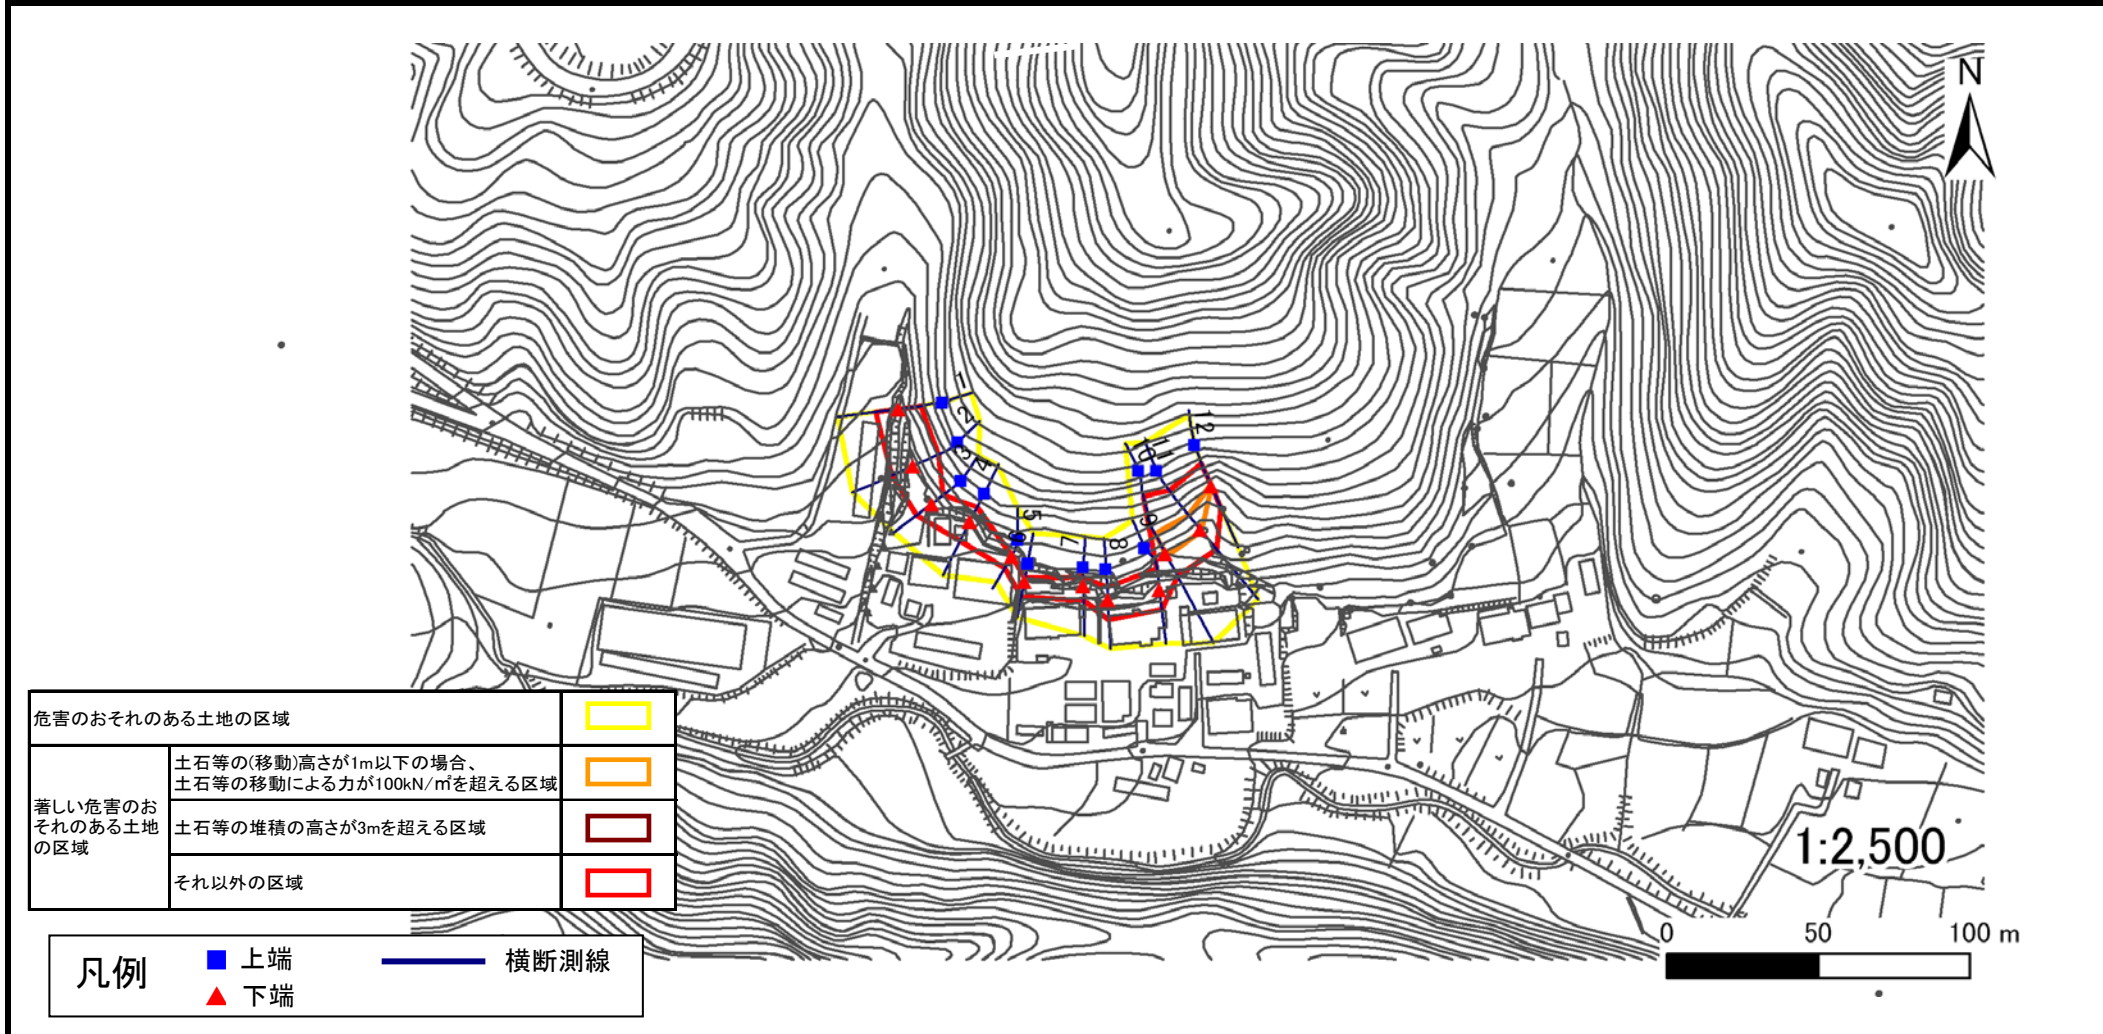 N
1
2
3
4
5
6
7
8
9
10
11
12
危害のおそれのある土地の区域
著しい危害のお
それのある土地
の区域
土石等の(移動)高さが1m以下の場合、
土石等の移動による力が100kN/㎡を超える区域
土石等の堆積の高さが3mを超える区域
それ以外の区域
1:2,500
0 50 100 m
凡例
上端
下端
横断測線